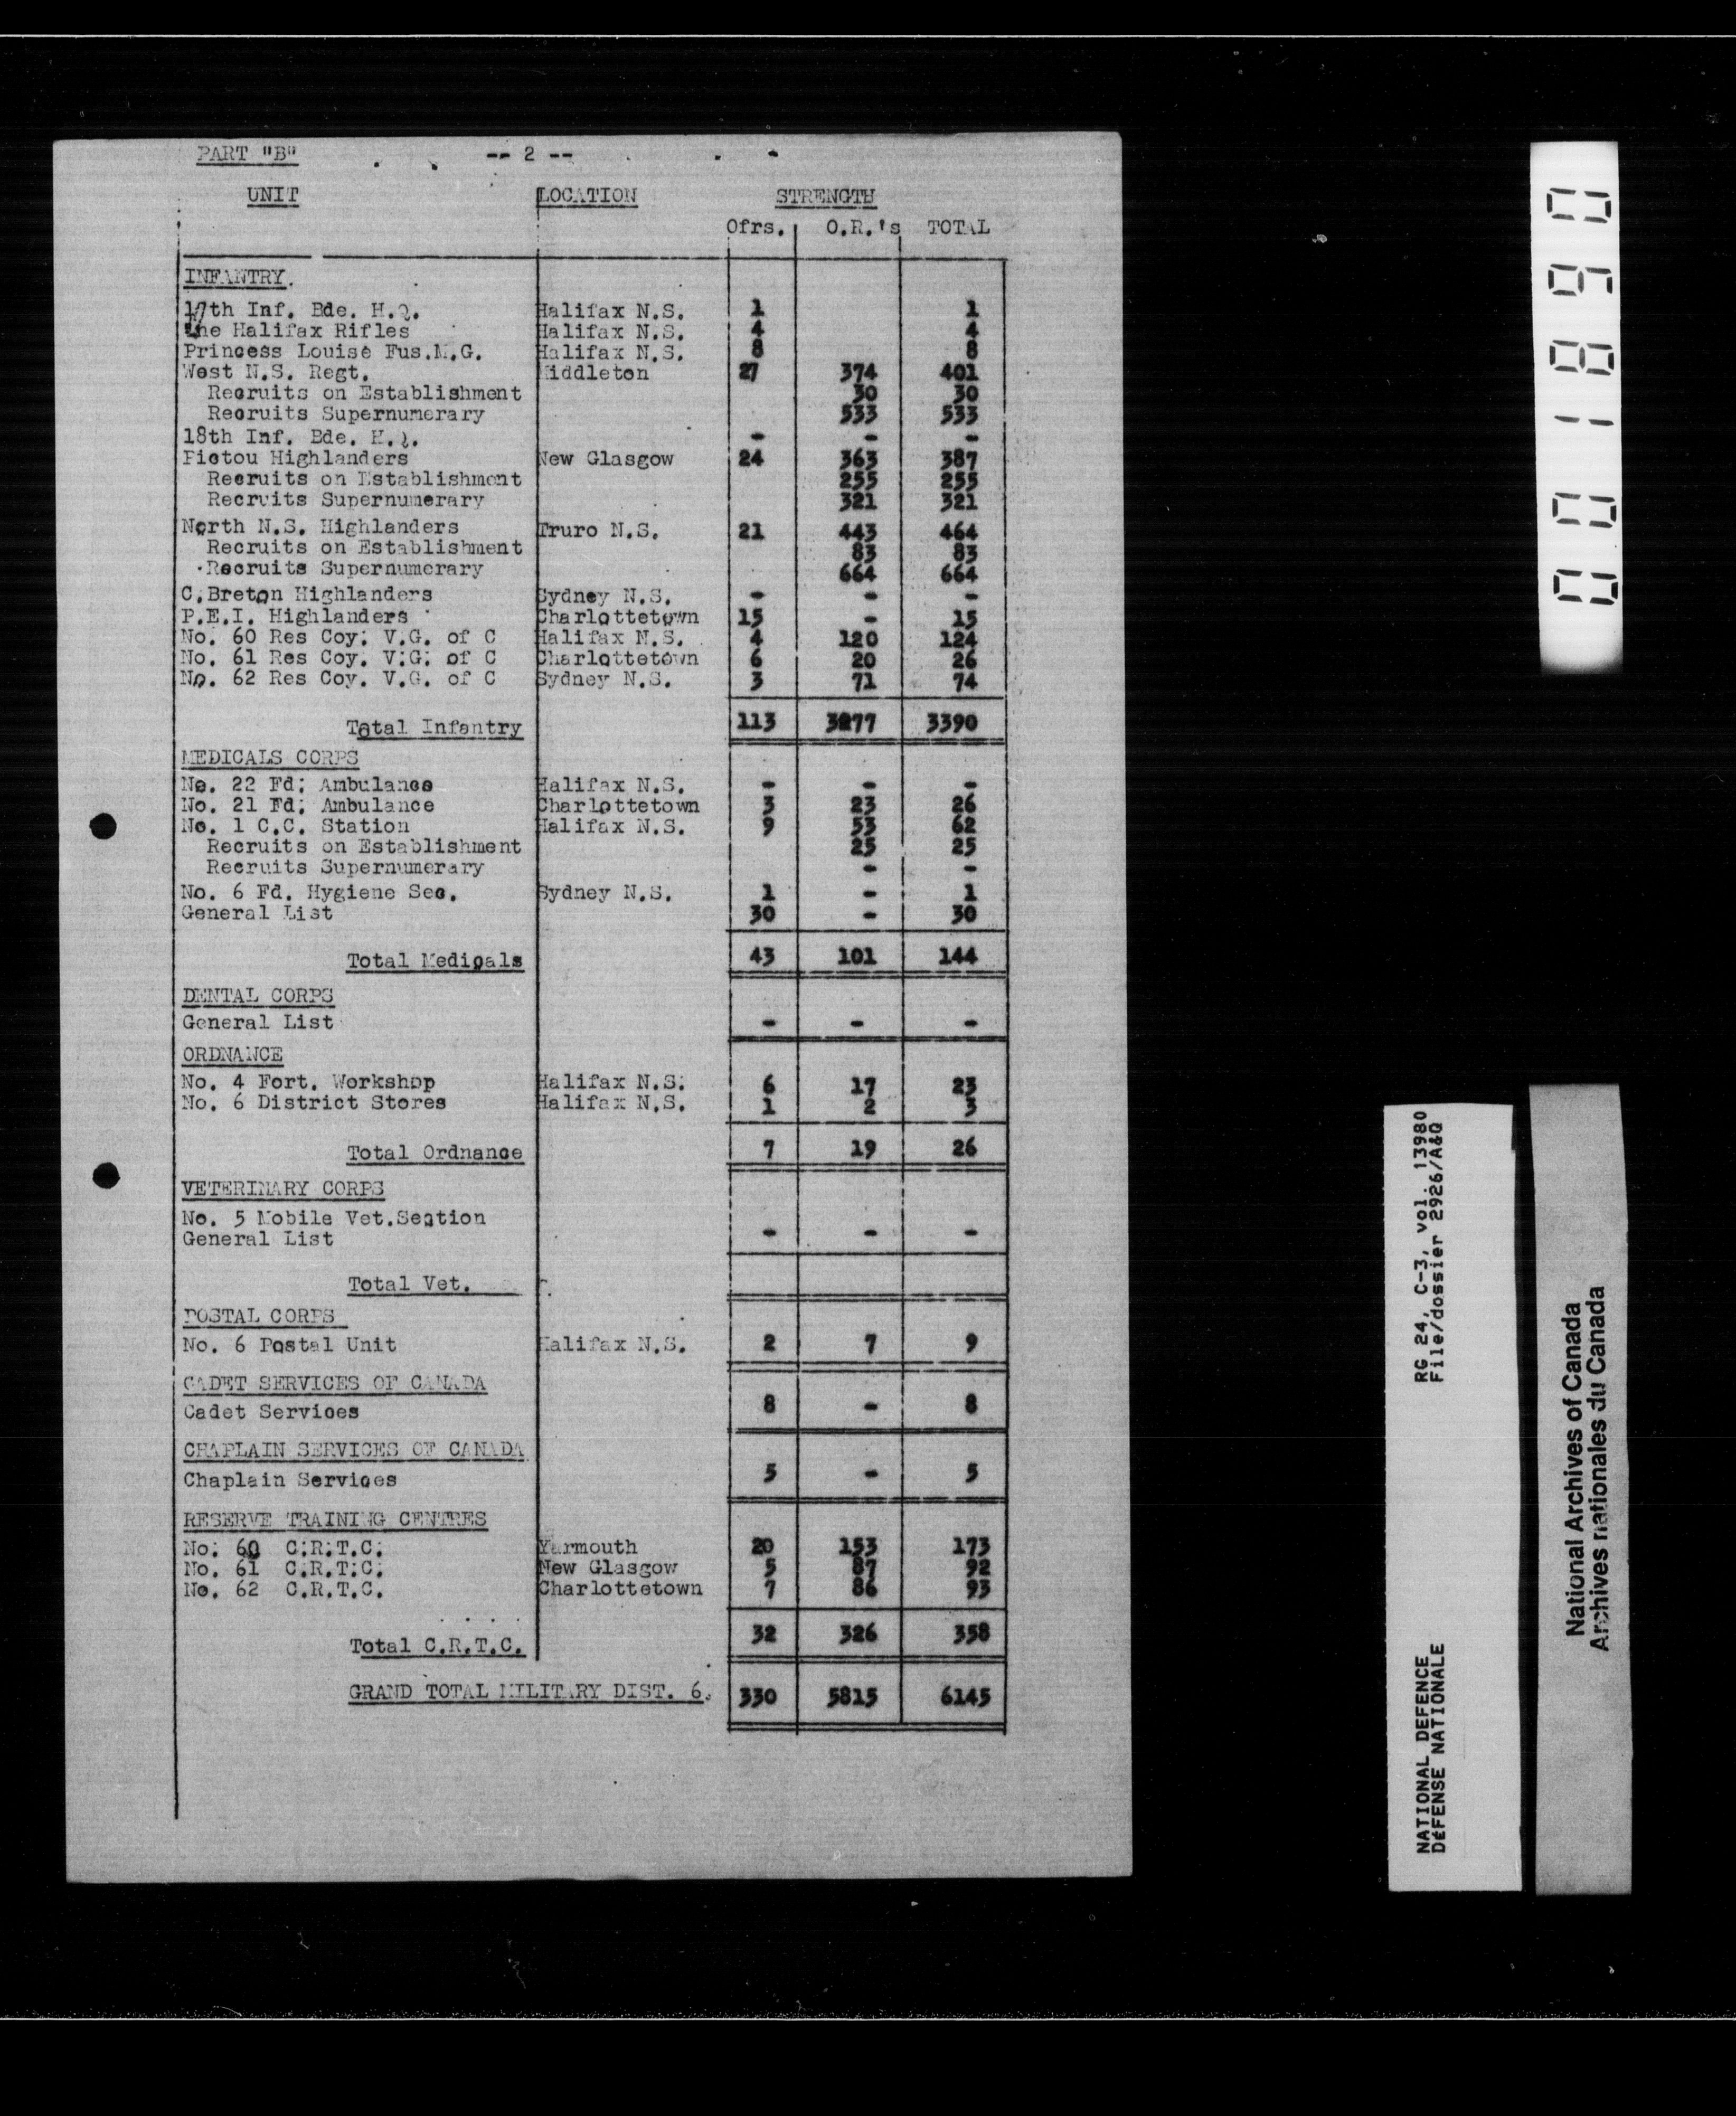 PART "B"
-- 2 --
UNIT LOCATION STRENGTH
Ofrs. O.R.'s TOTAL
INFANTRY.
17th Inf. Bde. H.Q. Halifax N.S. 1 1
the Halifax Rifles Halifax N.S. 4 4
Princess Louise Fus.M.G. Halifax N.S. 8 8
West N.S. Regt. Middleton 27 374 401
Recruits on Establishment 30 30
Recruits Supernumerary 533 533
18th Inf. Bde. H.Q. - - -
Pictou Highlanders New Glasgow 24 363 387
Recruits on Establishment 255 255
Recruits Supernumerary 321 321
North N.S. Highlanders Truro N.S. 21 443 464
Recruits on Establishment 83 83
Recruits Supernumerary 664 664
C.Breton Highlanders Sydney N.S. - - -
P.E.I. Highlanders Charlottetown 15 - 15
No. 60 Res Coy. V.G. of C Halifax N.S. 4 120 124
No. 61 Res Coy. V.G. of C Charlottetown 6 20 26
No. 62 Res Coy. V.G. of C Sydney N.S. 3 71 74
Total Infantry 113 3277 3390
MEDICALS CORPS
No. 22 Fd. Ambulance Halifax N.S. - - -
No. 21 Fd. Ambulance Charlottetown 3 23 26
No. 1 C.C. Station Halifax N.S. 9 53 62
Recruits on Establishment 25 25
Recruits Supernumerary - -
No. 6 Fd. Hygiene Sec. Sydney N.S. 1 - 1
General List 30 - 30
Total Medicals 43 101 144
DENTAL CORPS
General List - - -
ORDNANCE
No. 4 Fort. Workshop Halifax N.S. 6 17 23
No. 6 District Stores Halifax N.S. 1 2 3
Total Ordnance 7 19 26
VETERINARY CORPS
No. 5 Mobile Vet.Section
General List - - -
Total Vet.
POSTAL CORPS
No. 6 Postal Unit Halifax N.S. 2 7 9
CADET SERVICES OF CANADA
Cadet Services 8 - 8
CHAPLAIN SERVICES OF CANADA
Chaplain Services 5 - 5
RESERVE TRAINING CENTRES
No. 60 C.R.T.C. Yarmouth 20 153 173
No. 61 C.R.T.C. New Glasgow 5 87 92
No. 62 C.R.T.C. Charlottetown 7 86 93
Total C.R.T.C. 32 326 358
GRAND TOTAL MILITARY DIST. 6. 330 5815 6145
001890
RG 24, C-3, vol. 13980
File/dossier 2926/A&Q
NATIONAL DEFENCE
DÉFENSE NATIONALE
National Archives of Canada
Archives nationales du Canada